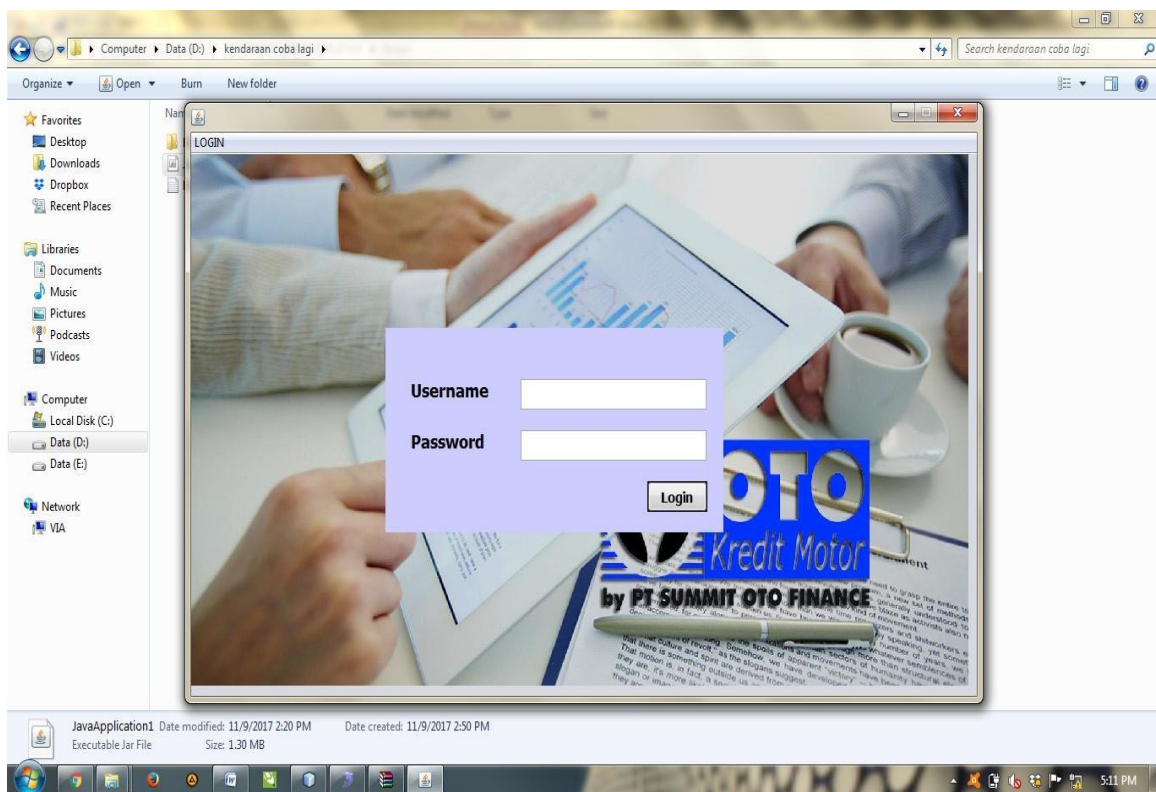 Computer ▸ Data (D:) ▸ kendaraan coba lagi ▸
Search kendaraan coba lagi
Organize ▾ Open ▾ Burn New folder
Favorites
Desktop
Downloads
Dropbox
Recent Places
Libraries
Documents
Music
Pictures
Podcasts
Videos
Computer
Local Disk (C:)
Data (D:)
Data (E:)
Network
VIA
LOGIN
Username
Password
Login
OTO
Kredit Motor
by PT SUMMIT OTO FINANCE
JavaApplication1 Date modified: 11/9/2017 2:20 PM Date created: 11/9/2017 2:50 PM
Executable Jar File Size: 1.30 MB
5:11 PM